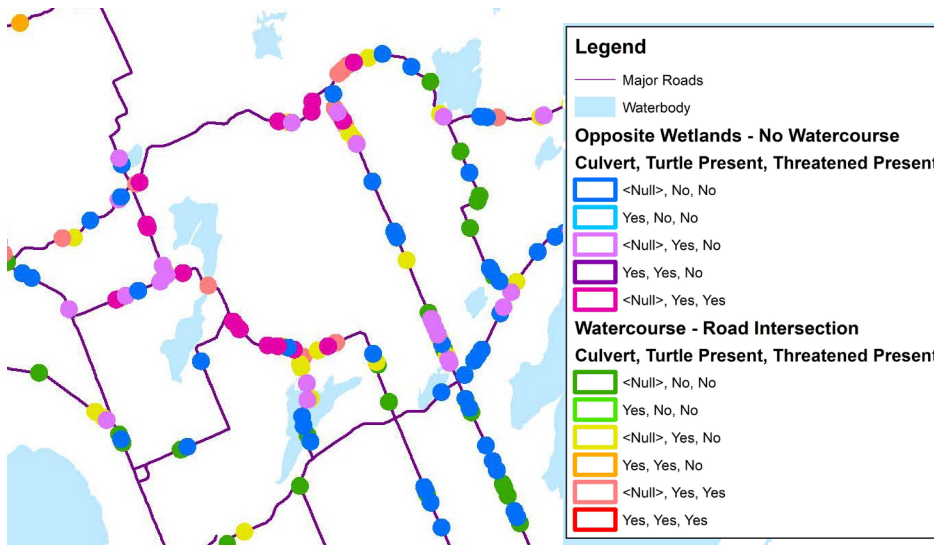 Legend
Major Roads
Waterbody
Opposite Wetlands - No Watercourse
Culvert, Turtle Present, Threatened Present
<Null>, No, No
Yes, No, No
<Null>, Yes, No
Yes, Yes, No
<Null>, Yes, Yes
Watercourse - Road Intersection
Culvert, Turtle Present, Threatened Present
<Null>, No, No
Yes, No, No
<Null>, Yes, No
Yes, Yes, No
<Null>, Yes, Yes
Yes, Yes, Yes